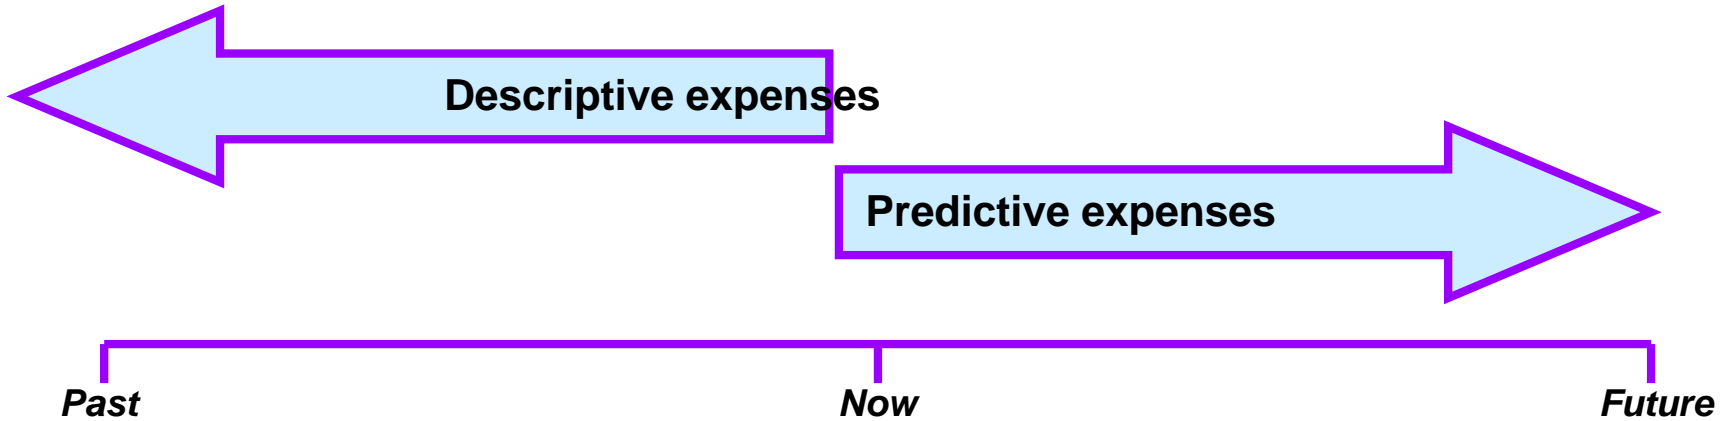 Descriptive expenses
Predictive expenses
Past
Now
Future